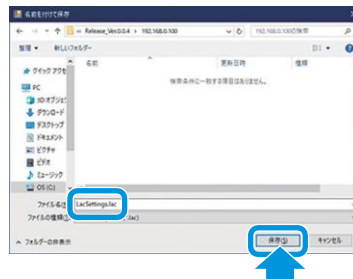 名前を付けて保存
Release_Ver.0.0.4 › 192.168.0.100
192.168.0.100の検索
整理 新しいフォルダー
名前 更新日時 種類
クイック アクセス
検索条件に一致する項目はありません。
PC
3D オブジェクト
ダウンロード
デスクトップ
ドキュメント
ピクチャ
ビデオ
ミュージック
OS (C:)
ファイル名(N): LacSettings.lac
ファイルの種類(T): .lac)
フォルダーの非表示 保存(S) キャンセル